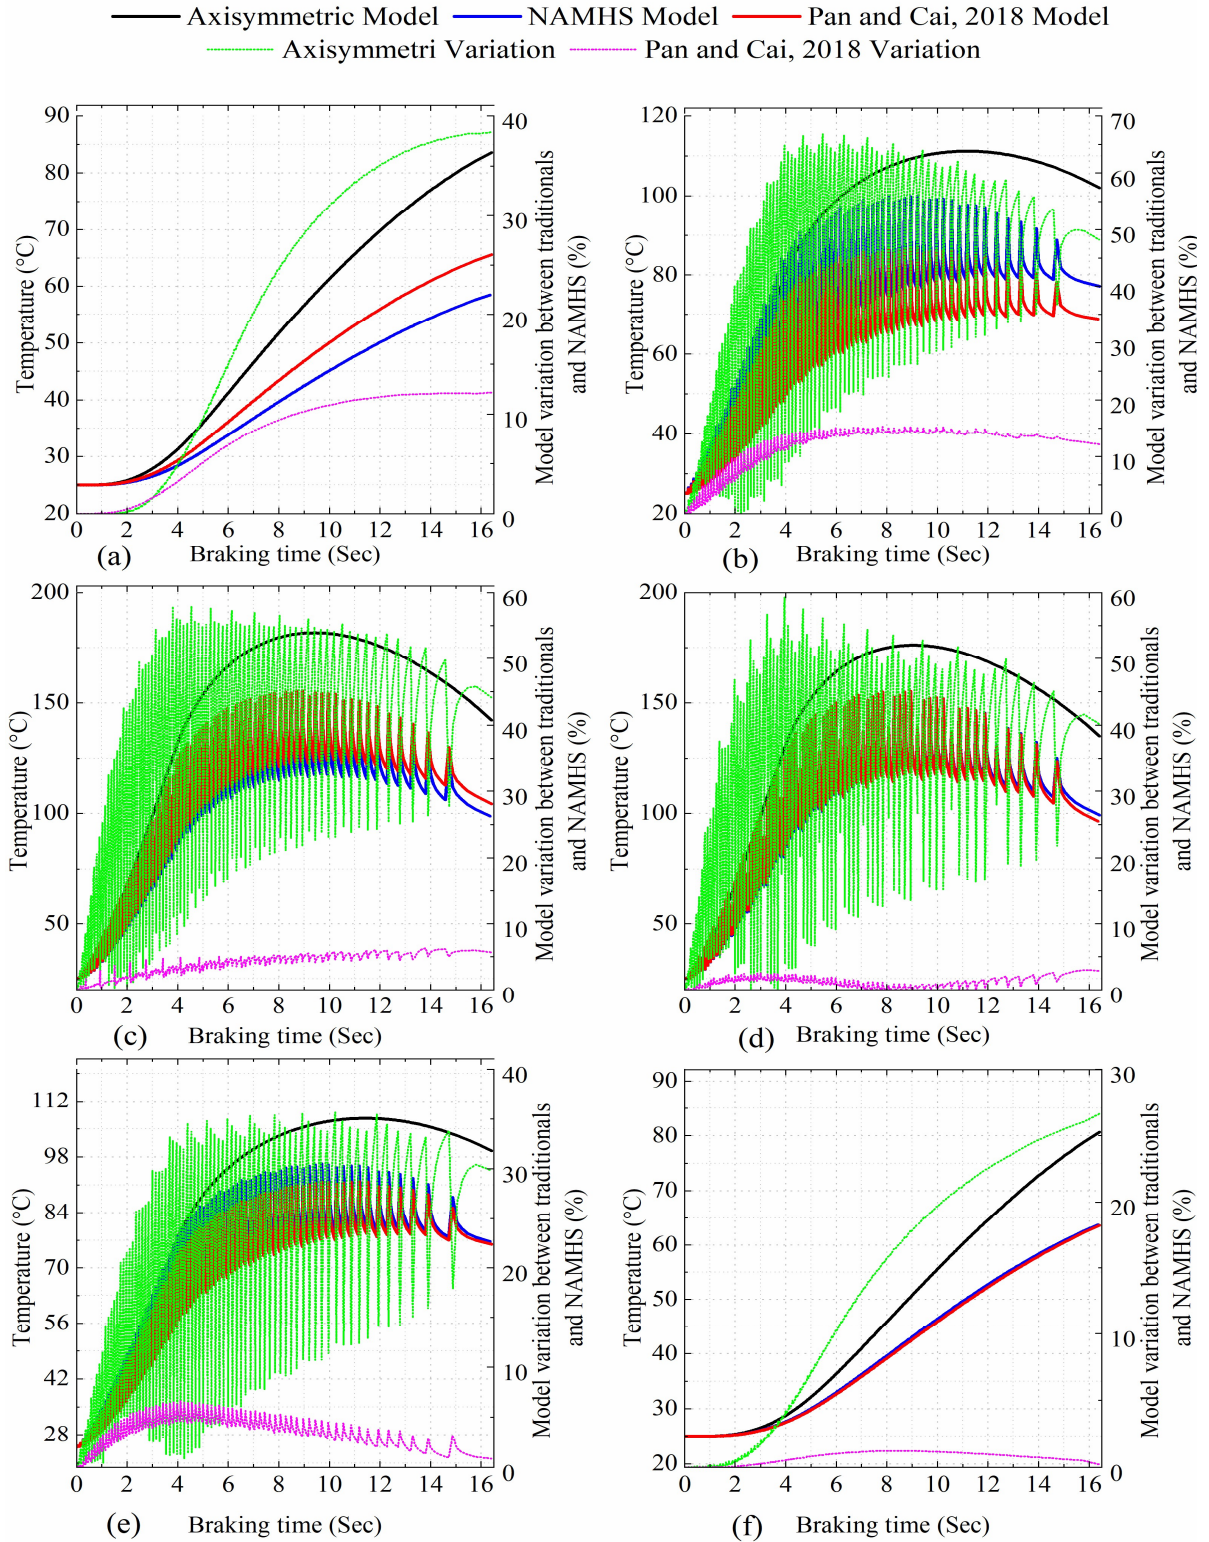 Axisymmetric Model NAMHS Model Pan and Cai, 2018 Model
Axisymmetri Variation Pan and Cai, 2018 Variation
90
80
70
60
50
40
30
20
Temperature (°C)
0 2 4 6 8 10 12 14 16
Braking time (Sec)
(a)
40
30
20
10
0
Model variation between traditionals
and NAMHS (%)
120
100
80
60
40
20
Temperature (°C)
0 2 4 6 8 10 12 14 16
Braking time (Sec)
(b)
70
60
50
40
30
20
10
0
Model variation between traditionals
and NAMHS (%)
200
150
100
50
Temperature (°C)
0 2 4 6 8 10 12 14 16
Braking time (Sec)
(c)
60
50
40
30
20
10
0
Model variation between traditionals
and NAMHS (%)
200
150
100
50
Temperature (°C)
0 2 4 6 8 10 12 14 16
Braking time (Sec)
(d)
60
50
40
30
20
10
0
Model variation between traditionals
and NAMHS (%)
112
98
84
70
56
42
28
Temperature (°C)
0 2 4 6 8 10 12 14 16
Braking time (Sec)
(e)
40
30
20
10
0
Model variation between traditionals
and NAMHS (%)
90
80
70
60
50
40
30
20
Temperature (°C)
0 2 4 6 8 10 12 14 16
Braking time (Sec)
(f)
30
20
10
0
Model variation between traditionals
and NAMHS (%)